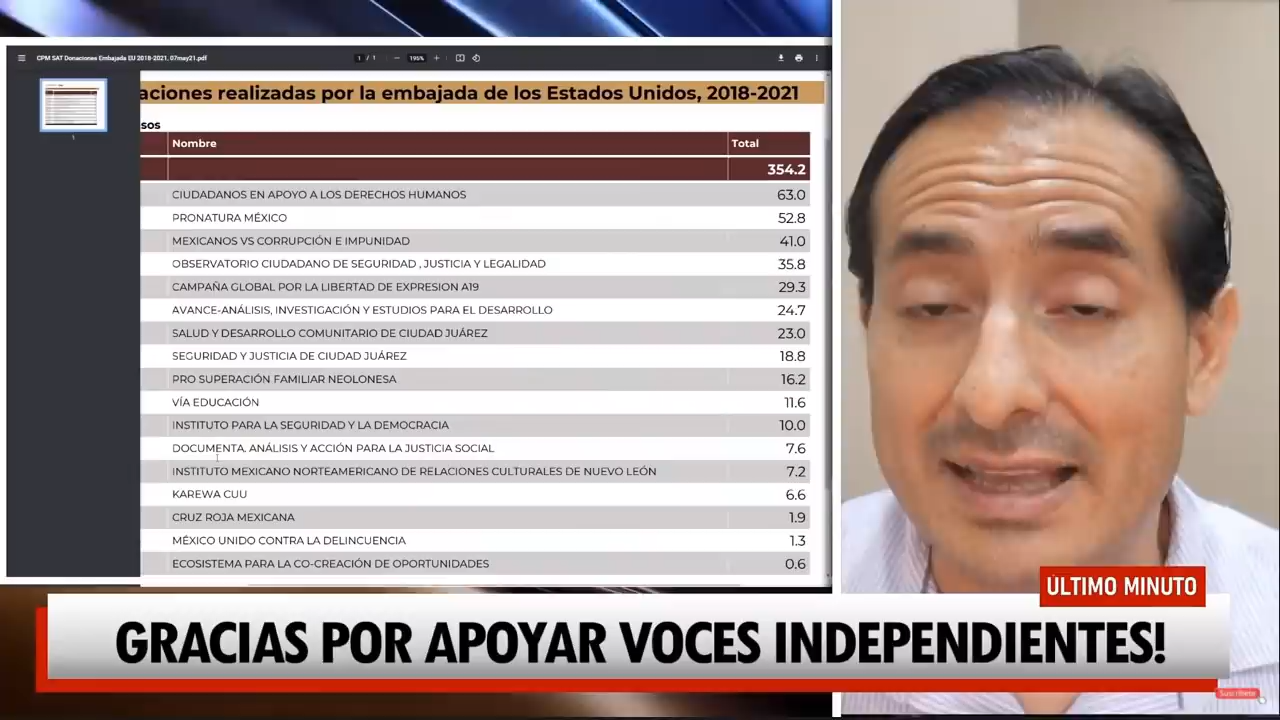 CPM SAT Donaciones Embajada EU 2018-2021, 07may21.pdf
1 / 1
195%
aciones realizadas por la embajada de los Estados Unidos, 2018-2021
sos
Nombre Total
354.2
CIUDADANOS EN APOYO A LOS DERECHOS HUMANOS 63.0
PRONATURA MÉXICO 52.8
MEXICANOS VS CORRUPCIÓN E IMPUNIDAD 41.0
OBSERVATORIO CIUDADANO DE SEGURIDAD , JUSTICIA Y LEGALIDAD 35.8
CAMPAÑA GLOBAL POR LA LIBERTAD DE EXPRESION A19 29.3
AVANCE-ANÁLISIS, INVESTIGACIÓN Y ESTUDIOS PARA EL DESARROLLO 24.7
SALUD Y DESARROLLO COMUNITARIO DE CIUDAD JUÁREZ 23.0
SEGURIDAD Y JUSTICIA DE CIUDAD JUÁREZ 18.8
PRO SUPERACIÓN FAMILIAR NEOLONESA 16.2
VÍA EDUCACIÓN 11.6
INSTITUTO PARA LA SEGURIDAD Y LA DEMOCRACIA 10.0
DOCUMENTA. ANÁLISIS Y ACCIÓN PARA LA JUSTICIA SOCIAL 7.6
INSTITUTO MEXICANO NORTEAMERICANO DE RELACIONES CULTURALES DE NUEVO LEÓN 7.2
KAREWA CUU 6.6
CRUZ ROJA MEXICANA 1.9
MÉXICO UNIDO CONTRA LA DELINCUENCIA 1.3
ECOSISTEMA PARA LA CO-CREACIÓN DE OPORTUNIDADES 0.6
ÚLTIMO MINUTO
GRACIAS POR APOYAR VOCES INDEPENDIENTES!
Suscríbete